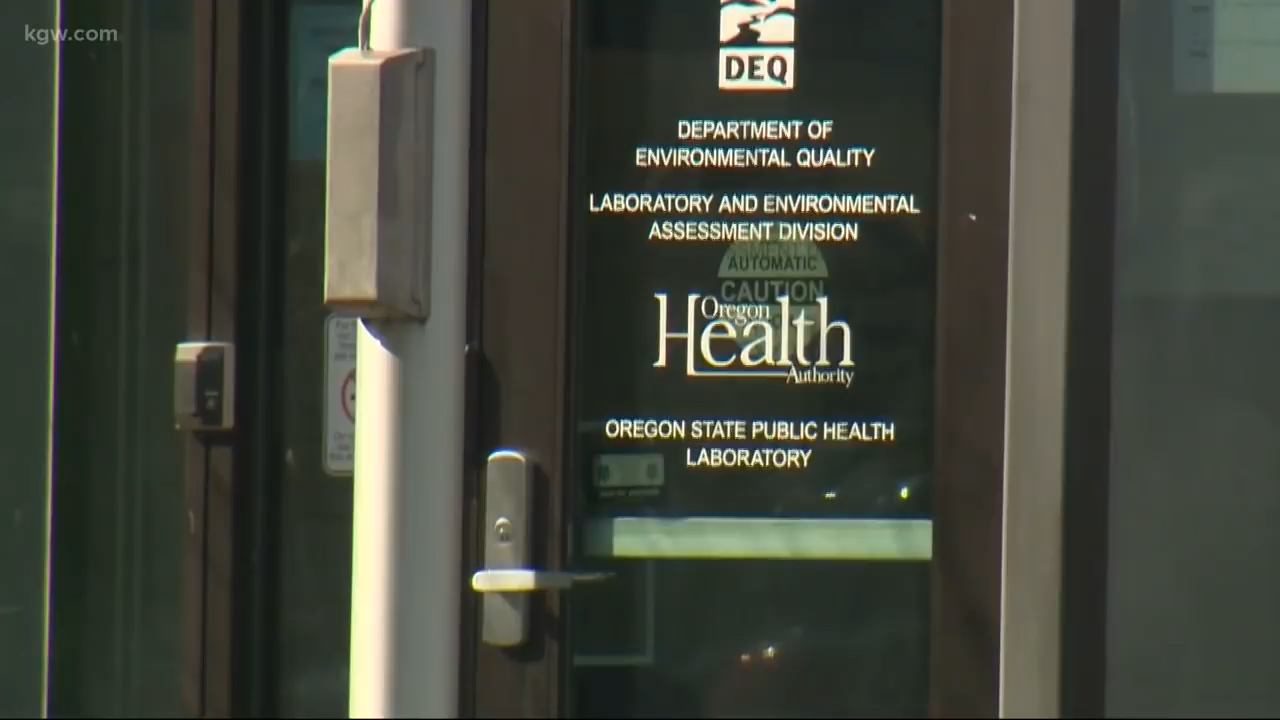 kgw.com
DEQ
DEPARTMENT OF
ENVIRONMENTAL QUALITY
LABORATORY AND ENVIRONMENTAL
ASSESSMENT DIVISION
AUTOMATIC
CAUTION
Oregon
Health
Authority
OREGON STATE PUBLIC HEALTH
LABORATORY